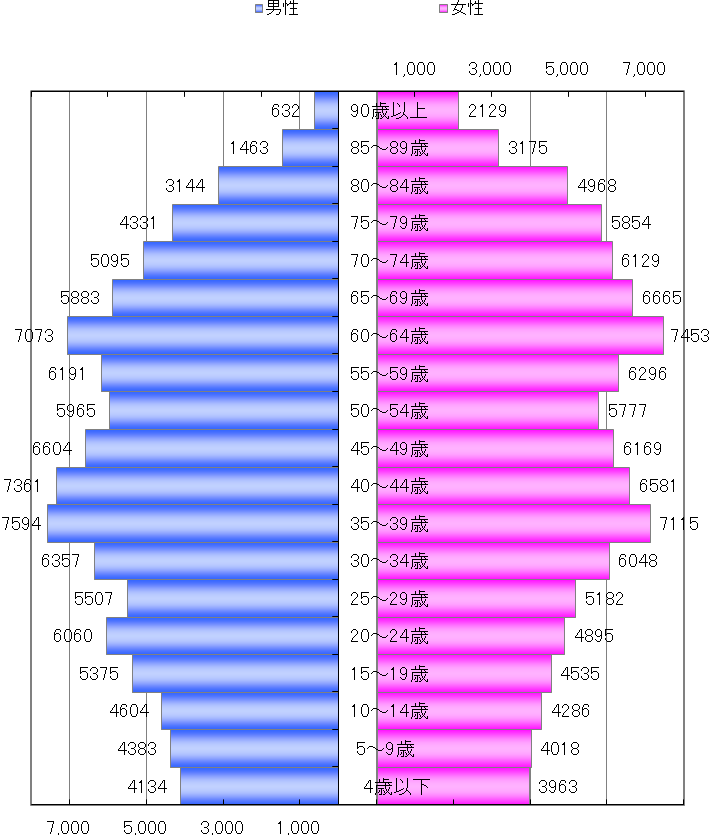 男性 女性
1,000 3,000 5,000 7,000
632 90歳以上 2129
1463 85～89歳 3175
3144 80～84歳 4968
4331 75～79歳 5854
5095 70～74歳 6129
5883 65～69歳 6665
7073 60～64歳 7453
6191 55～59歳 6296
5965 50～54歳 5777
6604 45～49歳 6169
7361 40～44歳 6581
7594 35～39歳 7115
6357 30～34歳 6048
5507 25～29歳 5182
6060 20～24歳 4895
5375 15～19歳 4535
4604 10～14歳 4286
4383 5～9歳 4018
4134 4歳以下 3963
7,000 5,000 3,000 1,000